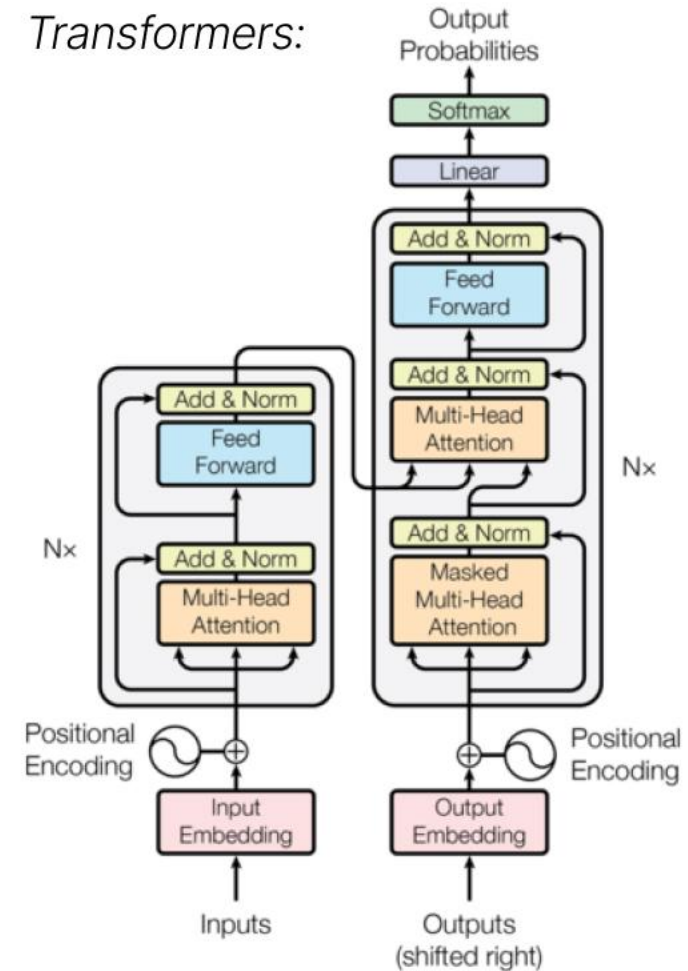 Transformers:
Output
Probabilities
Softmax
Linear
Add & Norm
Feed
Forward
Add & Norm
Multi-Head
Attention
Nx
Add & Norm
Masked
Multi-Head
Attention
Add & Norm
Feed
Forward
Nx
Add & Norm
Multi-Head
Attention
Positional
Encoding
Positional
Encoding
Input
Embedding
Output
Embedding
Inputs
Outputs
(shifted right)